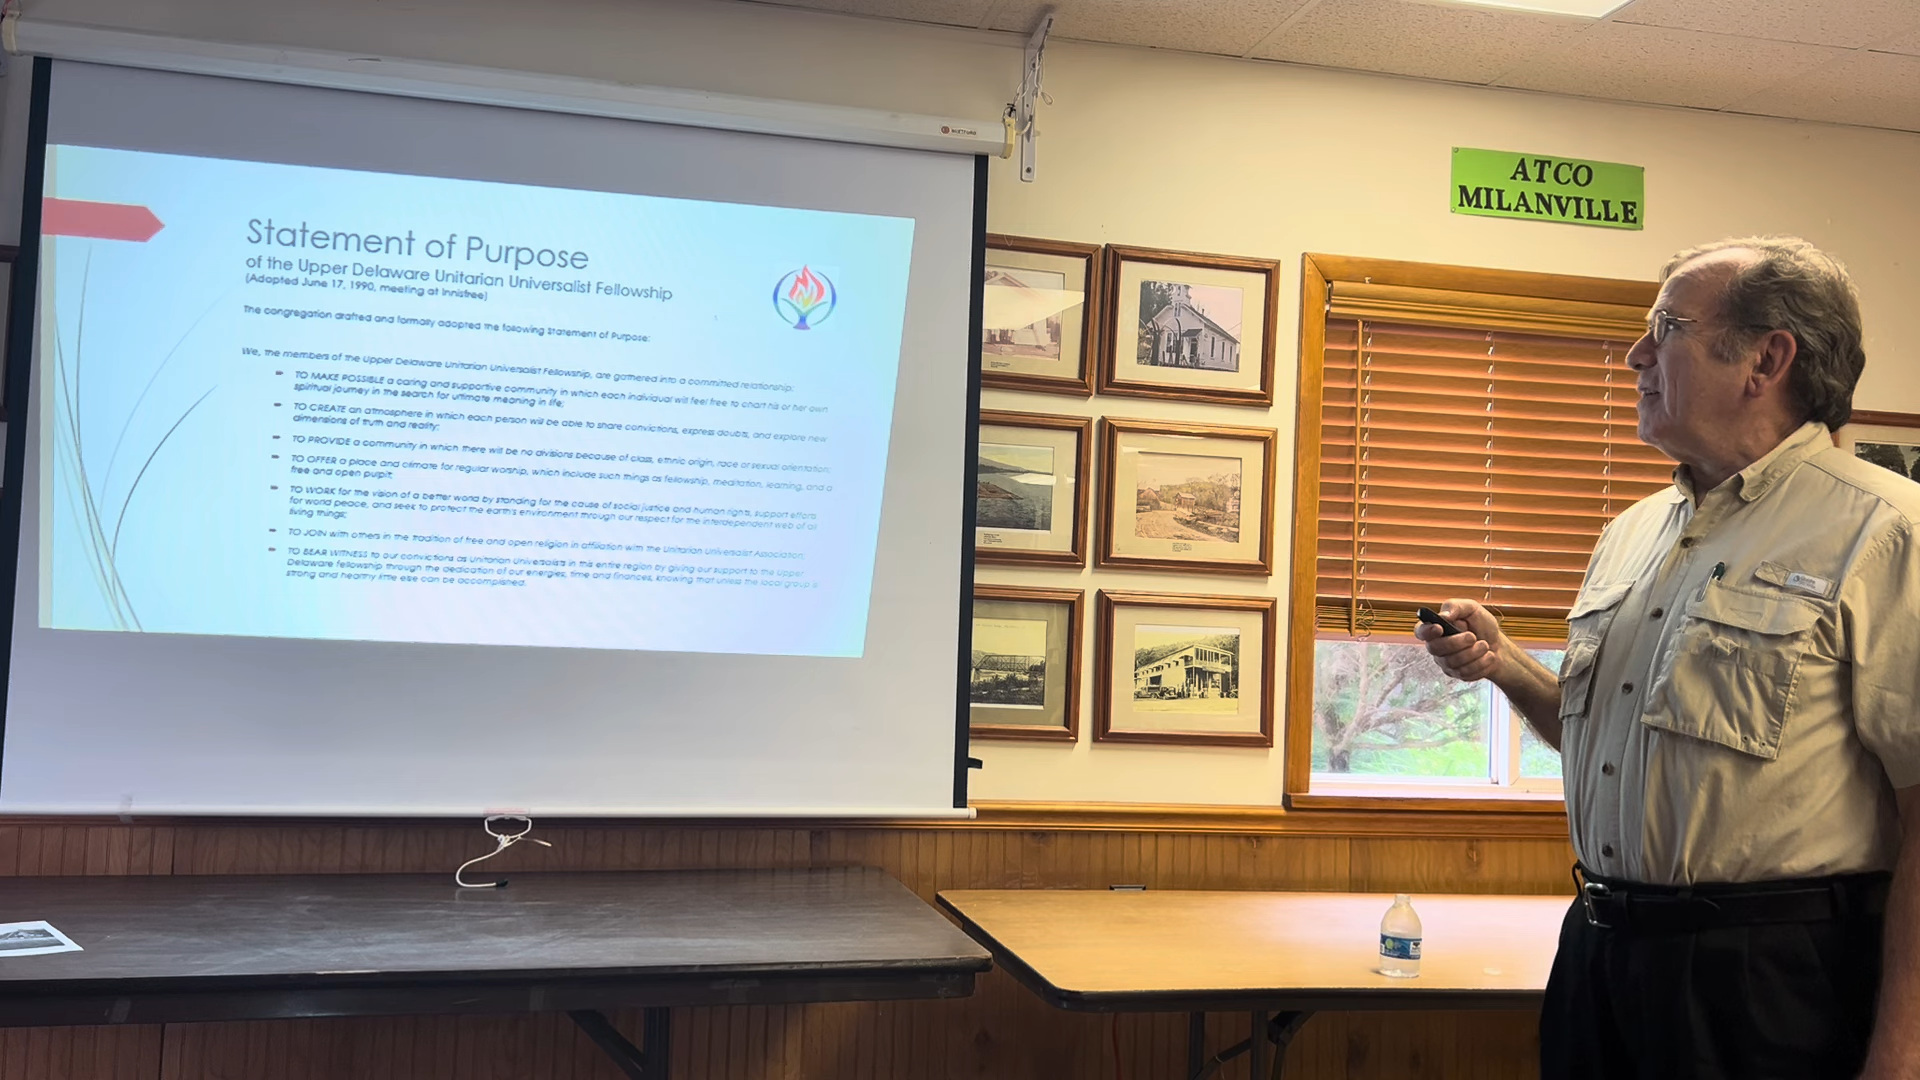 Statement of Purpose
of the Upper Delaware Unitarian Universalist Fellowship
(Adopted June 17, 1990, meeting at Innisfree)
The congregation drafted and formally adopted the following Statement of Purpose:
We, the members of the Upper Delaware Unitarian Universalist Fellowship, are gathered into a committed relationship:
TO MAKE POSSIBLE a caring and supportive community in which each individual will feel free to chart his or her own
spiritual journey in the search for ultimate meaning in life;
TO CREATE an atmosphere in which each person will be able to share convictions, express doubts, and explore new
dimensions of truth and reality;
TO PROVIDE a community in which there will be no divisions because of class, ethnic origin, race or sexual orientation;
TO OFFER a place and climate for regular worship, which include such things as fellowship, meditation, learning, and a
free and open pulpit;
TO WORK for the vision of a better world by standing for the cause of social justice and human rights, support efforts
for world peace, and seek to protect the earth's environment through our respect for the interdependent web of all
living things;
TO JOIN with others in the tradition of free and open religion in affiliation with the Unitarian Universalist Association;
TO BEAR WITNESS to our convictions as Unitarian Universalists in this entire region by giving our support to the Upper
Delaware fellowship through the dedication of our energies, time and finances, knowing that unless the local group is
strong and healthy little else can be accomplished.
ATCO
MILANVILLE